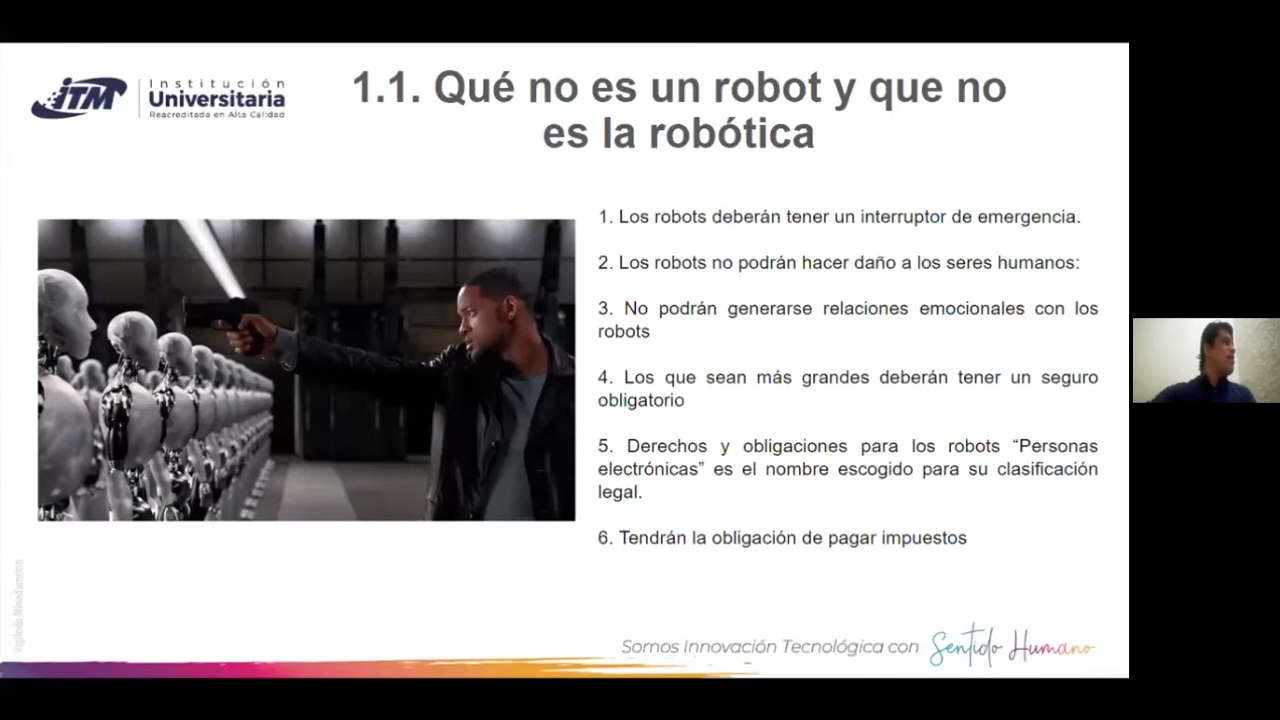 ITM
Institución
Universitaria
Reacreditada en Alta Calidad
1.1. Qué no es un robot y que no
es la robótica
1. Los robots deberán tener un interruptor de emergencia.
2. Los robots no podrán hacer daño a los seres humanos:
3. No podrán generarse relaciones emocionales con los
robots
4. Los que sean más grandes deberán tener un seguro
obligatorio
5. Derechos y obligaciones para los robots “Personas
electrónicas” es el nombre escogido para su clasificación
legal.
6. Tendrán la obligación de pagar impuestos
Vigilada Mineducación
Somos Innovación Tecnológica con Sentido Humano